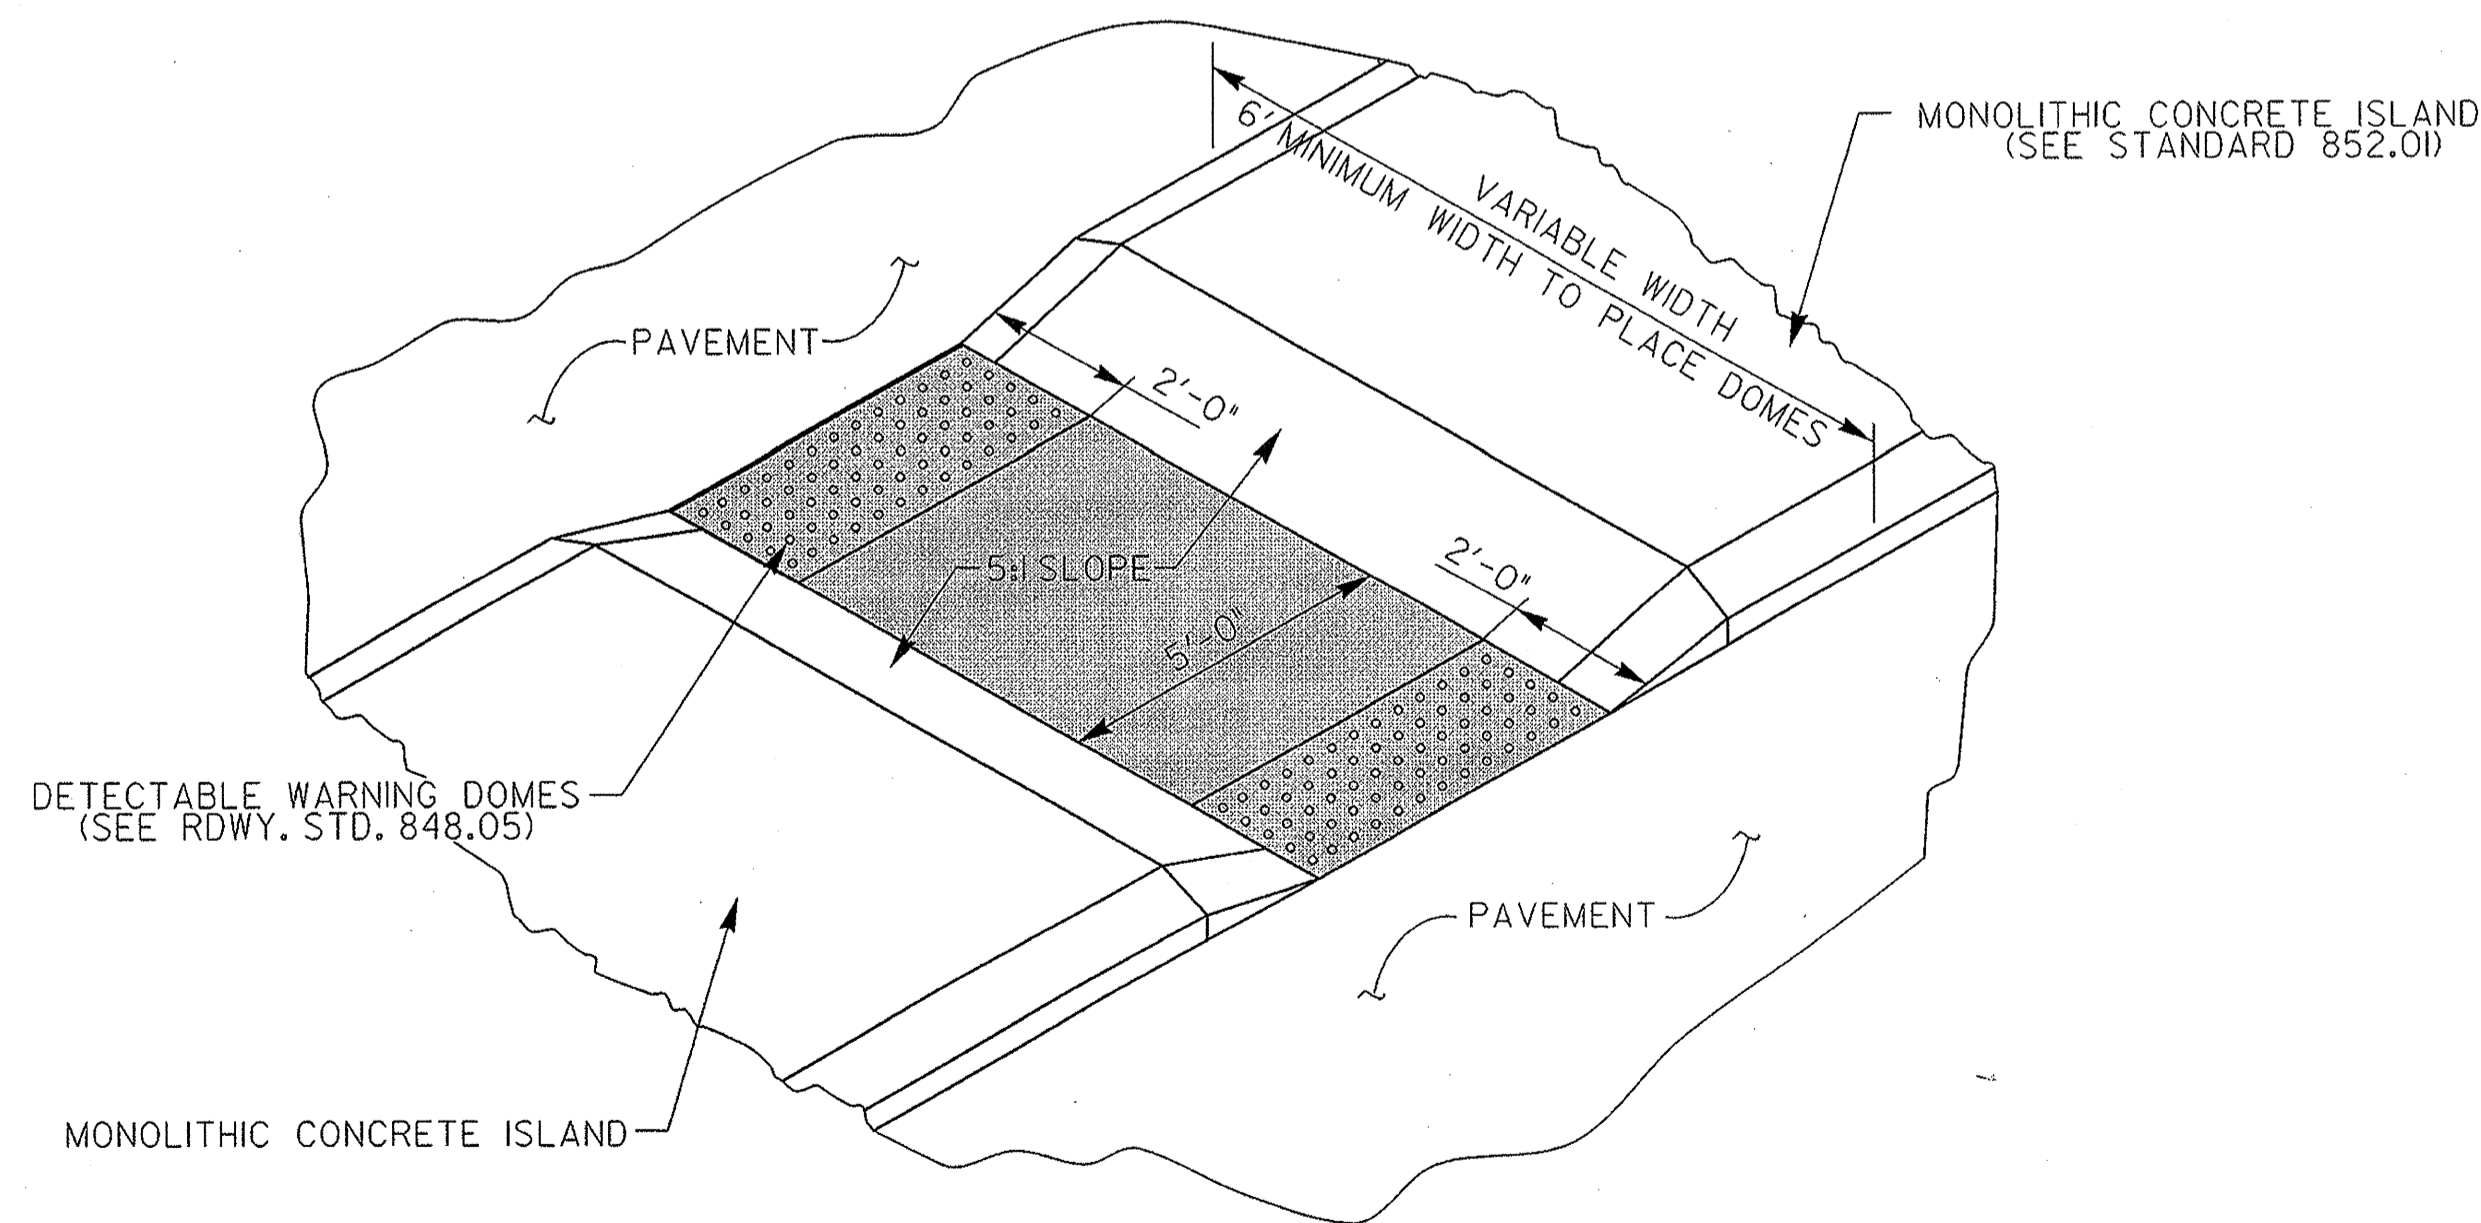 MONOLITHIC CONCRETE ISLAND
(SEE STANDARD 852.01)
VARIABLE WIDTH
6' MINIMUM WIDTH TO PLACE DOMES
PAVEMENT
2'-0"
5:1 SLOPE
2'-0"
5'-0"
DETECTABLE WARNING DOMES
(SEE RDWY. STD. 848.05)
PAVEMENT
MONOLITHIC CONCRETE ISLAND